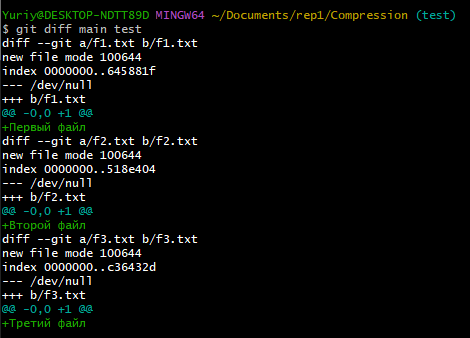 Yuriy@DESKTOP-NDTT89D MINGW64 ~/Documents/rep1/Compression (test)
$ git diff main test
diff --git a/f1.txt b/f1.txt
new file mode 100644
index 0000000..645881f
--- /dev/null
+++ b/f1.txt
@@ -0,0 +1 @@
+Первый файл
diff --git a/f2.txt b/f2.txt
new file mode 100644
index 0000000..518e404
--- /dev/null
+++ b/f2.txt
@@ -0,0 +1 @@
+Второй файл
diff --git a/f3.txt b/f3.txt
new file mode 100644
index 0000000..c36432d
--- /dev/null
+++ b/f3.txt
@@ -0,0 +1 @@
+Третий файл